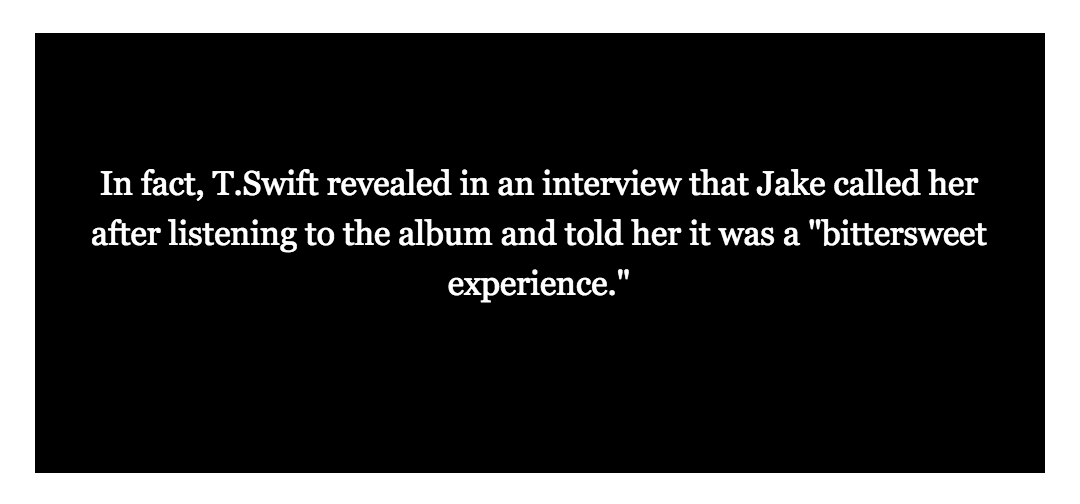 In fact, T.Swift revealed in an interview that Jake called her
after listening to the album and told her it was a "bittersweet
experience."